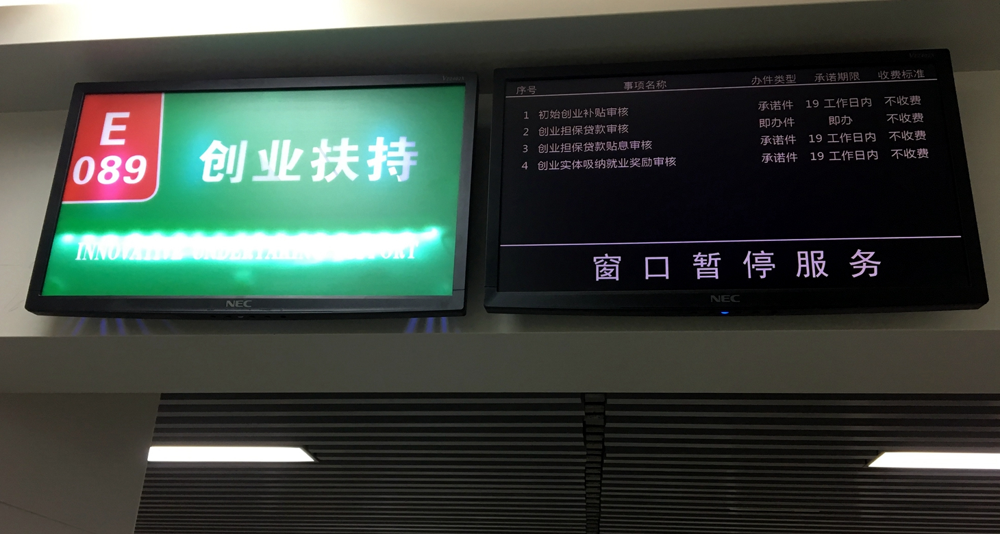 E
089
创业扶持
INNOVATIVE UNDERTAKING SUPPORT
NEC
序号 事项名称 办件类型 承诺期限 收费标准
1 初始创业补贴审核 承诺件 19 工作日内 不收费
2 创业担保贷款审核 即办件 即办 不收费
3 创业担保贷款贴息审核 承诺件 19 工作日内 不收费
4 创业实体吸纳就业奖励审核 承诺件 19 工作日内 不收费
窗口暂停服务
NEC